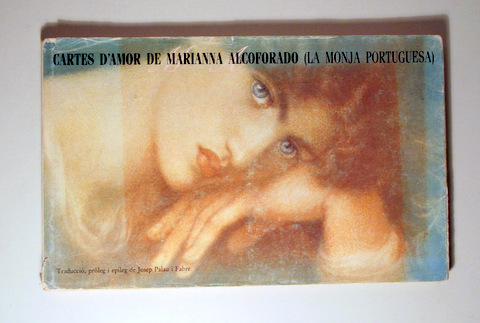 CARTES D'AMOR DE MARIANNA ALCOFORADO (LA MONJA PORTUGUESA)
Traducció, pròleg i epíleg de Josep Palau i Fabre